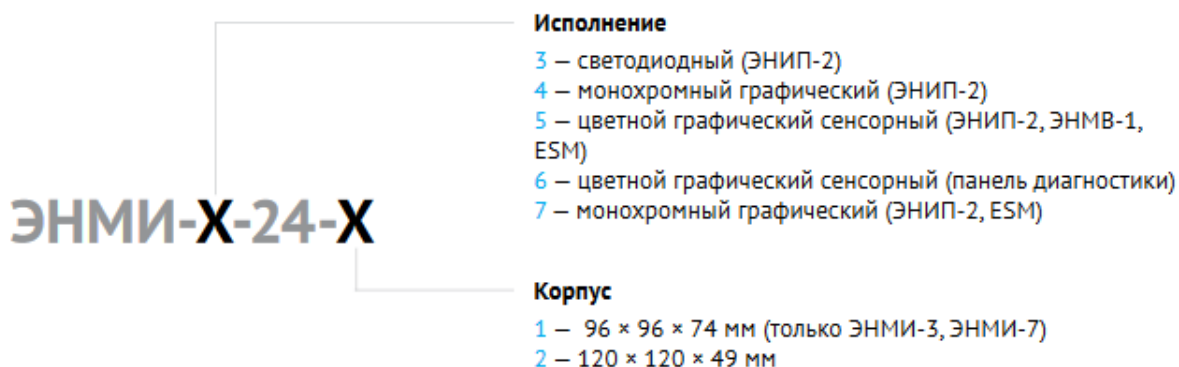 Исполнение
3 – светодиодный (ЭНИП-2)
4 – монохромный графический (ЭНИП-2)
5 – цветной графический сенсорный (ЭНИП-2, ЭНМВ-1,
ESM)
6 – цветной графический сенсорный (панель диагностики)
7 – монохромный графический (ЭНИП-2, ESM)
ЭНМИ-X-24-X
Корпус
1 – 96 × 96 × 74 мм (только ЭНМИ-3, ЭНМИ-7)
2 – 120 × 120 × 49 мм